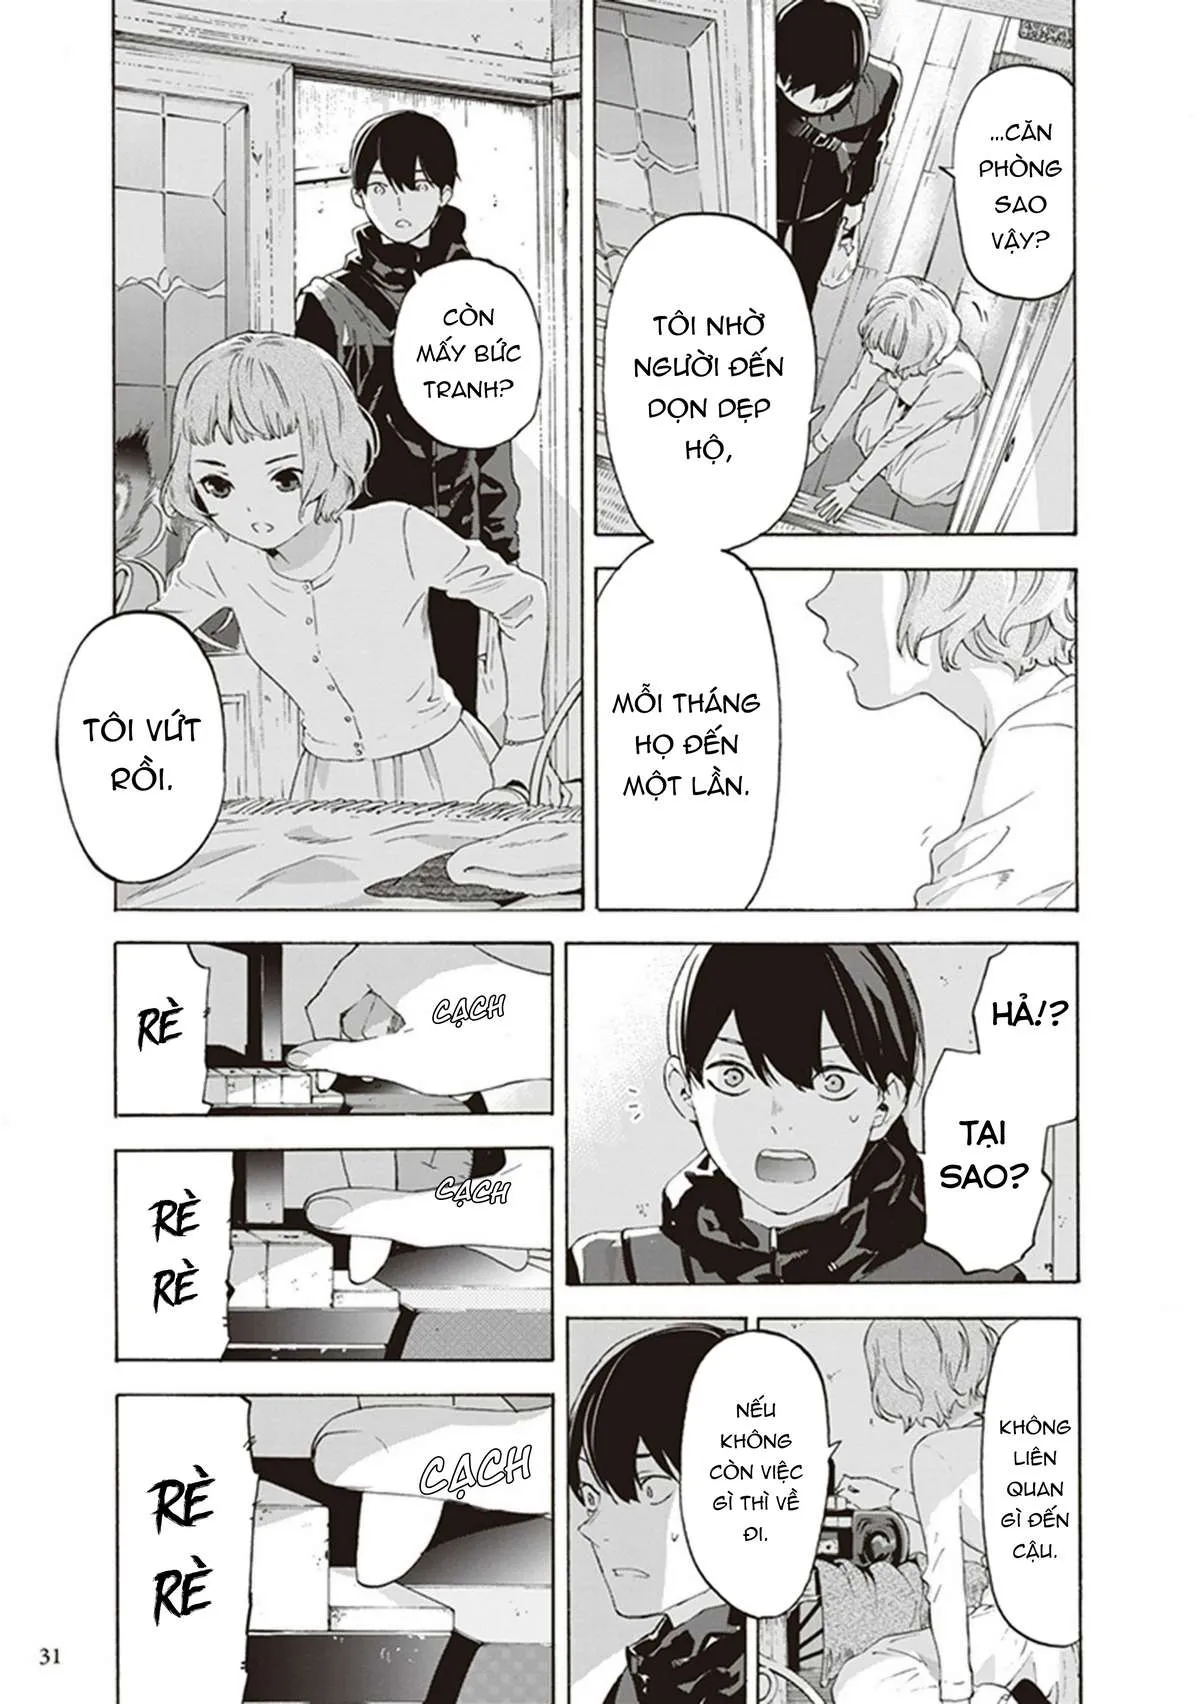 ...CĂN
PHÒNG
SAO
VẬY?
TÔI NHỜ
NGƯỜI ĐẾN
DỌN DẸP
HỘ,
MỖI THÁNG
HỌ ĐẾN
MỘT LẦN.
CÒN
MẤY BỨC
TRANH?
TÔI VỨT
RỒI.
HẢ!?
TẠI
SAO?
KHÔNG
LIÊN
QUAN
GÌ ĐẾN
CẬU.
NẾU
KHÔNG
CÒN VIỆC
GÌ THÌ VỀ
ĐI.
CẠCH
RÈ
CẠCH
RÈ
RÈ
CẠCH
RÈ
RÈ
31